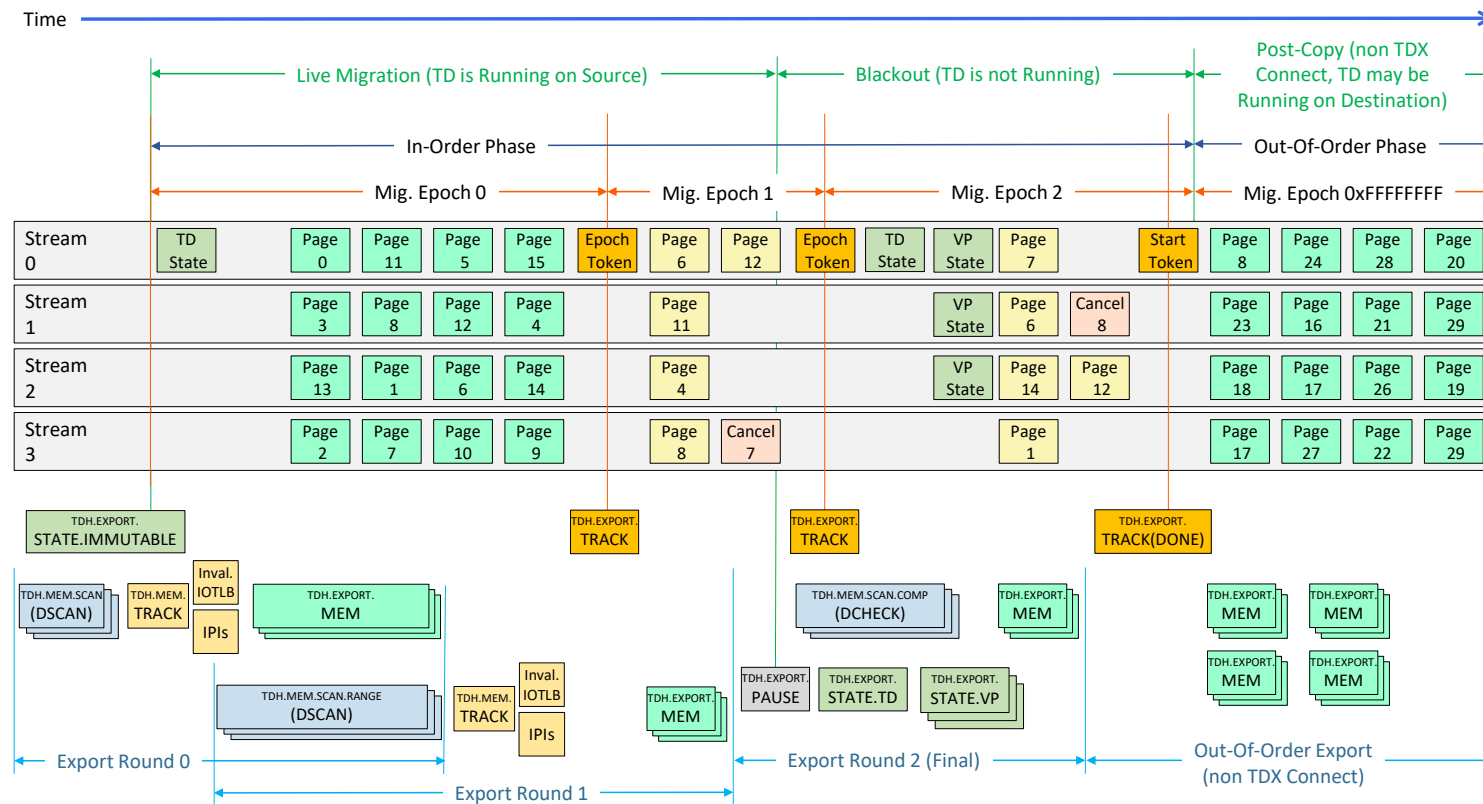 Time
Live Migration (TD is Running on Source)
Blackout (TD is not Running)
Post-Copy (non TDX
Connect, TD may be
Running on Destination)
In-Order Phase
Out-Of-Order Phase
Mig. Epoch 0
Mig. Epoch 1
Mig. Epoch 2
Mig. Epoch 0xFFFFFFFF
Stream
0
TD
State
Page
0
Page
11
Page
5
Page
15
Epoch
Token
Page
6
Page
12
Epoch
Token
TD
State
VP
State
Page
7
Start
Token
Page
8
Page
24
Page
28
Page
20
Stream
1
Page
3
Page
8
Page
12
Page
4
Page
11
VP
State
Page
6
Cancel
8
Page
23
Page
16
Page
21
Page
29
Stream
2
Page
13
Page
1
Page
6
Page
14
Page
4
VP
State
Page
14
Page
12
Page
18
Page
17
Page
26
Page
19
Stream
3
Page
2
Page
7
Page
10
Page
9
Page
8
Cancel
7
Page
1
Page
17
Page
27
Page
22
Page
29
TDH.EXPORT.
STATE.IMMUTABLE
TDH.EXPORT.
TRACK
TDH.EXPORT.
TRACK
TDH.EXPORT.
TRACK(DONE)
TDH.MEM.SCAN
(DSCAN)
TDH.MEM.
TRACK
Inval.
IOTLB
IPIs
TDH.EXPORT.
MEM
TDH.MEM.SCAN.COMP
(DCHECK)
TDH.EXPORT.
MEM
TDH.EXPORT.
MEM
TDH.EXPORT.
MEM
TDH.MEM.SCAN.RANGE
(DSCAN)
TDH.MEM.
TRACK
Inval.
IOTLB
IPIs
TDH.EXPORT.
MEM
TDH.EXPORT.
PAUSE
TDH.EXPORT.
STATE.TD
TDH.EXPORT.
STATE.VP
TDH.EXPORT.
MEM
TDH.EXPORT.
MEM
Export Round 0
Export Round 2 (Final)
Out-Of-Order Export
(non TDX Connect)
Export Round 1